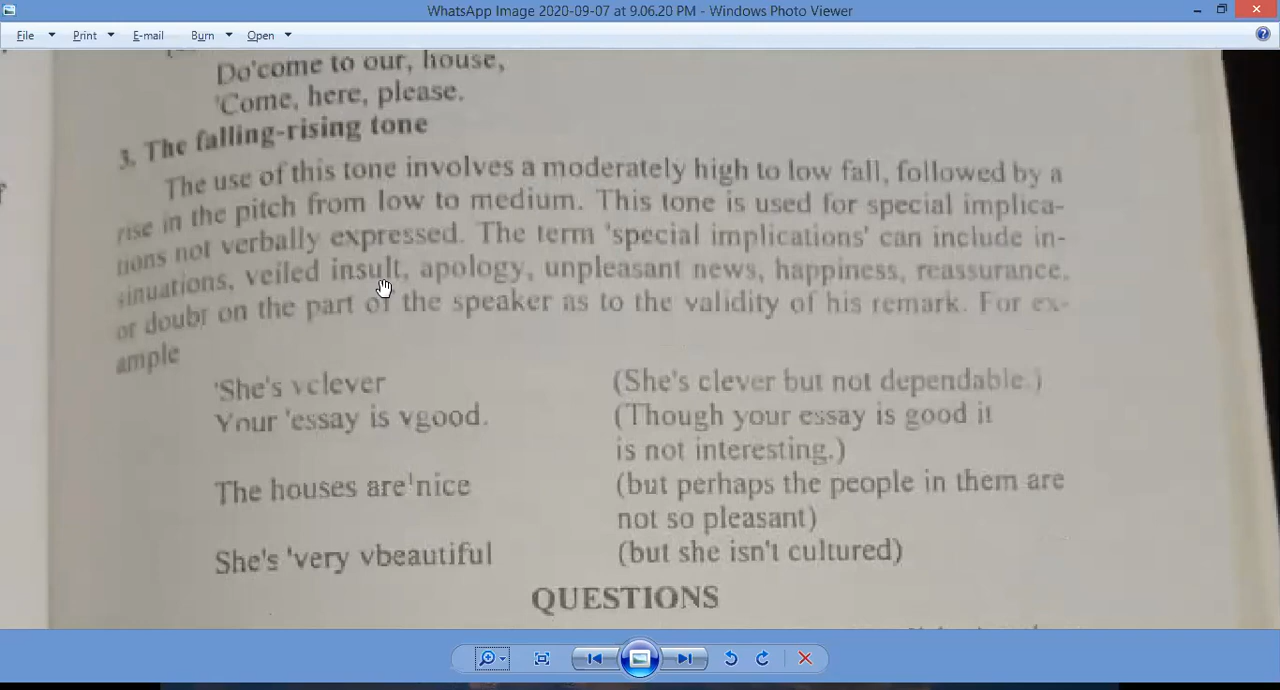 WhatsApp Image 2020-09-07 at 9.06.20 PM - Windows Photo Viewer
File Print E-mail Burn Open
Do'come to our, house,
'Come, here, please.
3. The falling-rising tone
The use of this tone involves a moderately high to low fall, followed by a
rise in the pitch from low to medium. This tone is used for special implica-
tions not verbally expressed. The term 'special implications' can include in-
sinuations, veiled insult, apology, unpleasant news, happiness, reassurance,
or doubt on the part of the speaker as to the validity of his remark. For ex-
ample
'She's vclever (She's clever but not dependable.)
Your 'essay is vgood. (Though your essay is good it
is not interesting.)
The houses are'nice (but perhaps the people in them are
not so pleasant)
She's 'very vbeautiful (but she isn't cultured)
QUESTIONS